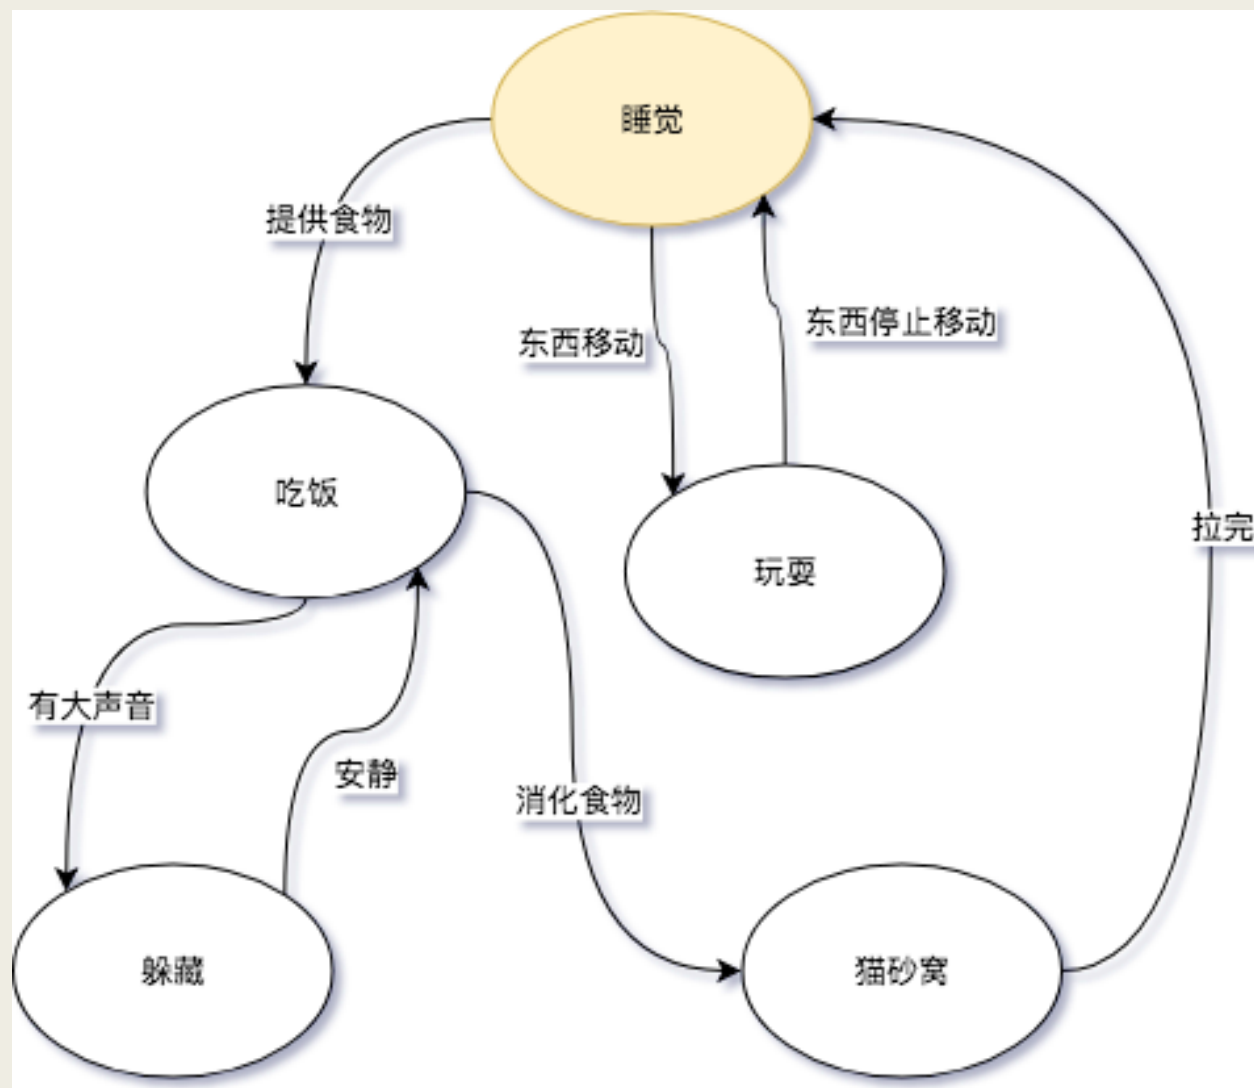 睡觉
提供食物
东西移动
东西停止移动
吃饭
玩耍
拉完
有大声音
安静
消化食物
躲藏
猫砂窝